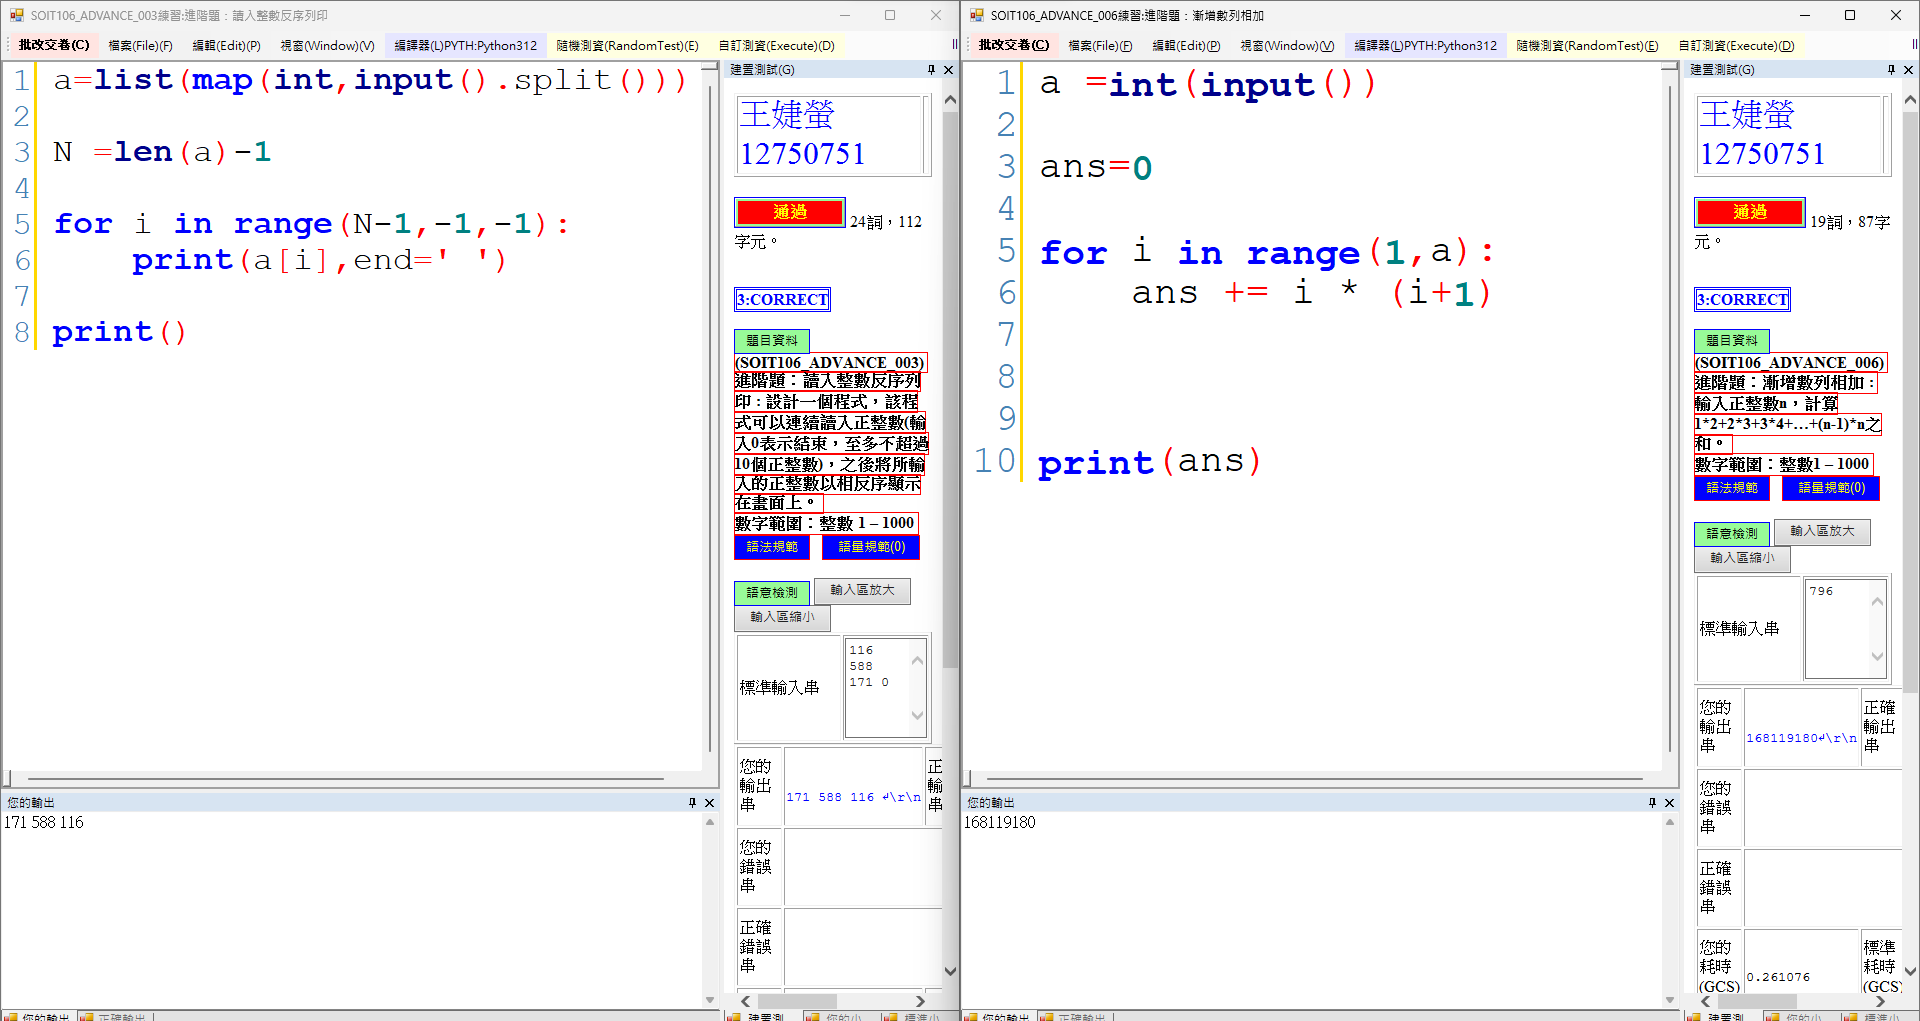 SOIT106_ADVANCE_003練習:進階題：讀入整數反序列印
批改交卷(C) 檔案(File)(F) 編輯(Edit)(P) 視窗(Window)(V) 編譯器(L)PYTH:Python312 隨機測資(RandomTest)(E) 自訂測資(Execute)(D)
1 a=list(map(int,input().split()))
2
3 N =len(a)-1
4
5 for i in range(N-1,-1,-1):
6     print(a[i],end=' ')
7
8 print()
您的輸出
171 588 116
您的輸出 正確輸出
建置測試(G)
王婕螢
12750751
通過 24詞，112
字元。
3:CORRECT
題目資料
(SOIT106_ADVANCE_003)
進階題：讀入整數反序列
印：設計一個程式，該程
式可以連續讀入正整數(輸
入0表示結束，至多不超過
10個正整數)，之後將所輸
入的正整數以相反序顯示
在畫面上。
數字範圍：整數 1 – 1000
語法規範 語量規範(0)
語意檢測 輸入區放大
輸入區縮小
標準輸入串
116
588
171 0
您的輸出串 171 588 116 ↲\r\n 正輸串
您的錯誤串
正確錯誤串
建置測 您的小 標準小
SOIT106_ADVANCE_006練習:進階題：漸增數列相加
批改交卷(C) 檔案(File)(F) 編輯(Edit)(P) 視窗(Window)(V) 編譯器(L)PYTH:Python312 隨機測資(RandomTest)(E) 自訂測資(Execute)(D)
1 a =int(input())
2
3 ans=0
4
5 for i in range(1,a):
6     ans += i * (i+1)
7
8
9
10 print(ans)
您的輸出
168119180
您的輸出 正確輸出
建置測試(G)
王婕螢
12750751
通過 19詞，87字
元。
3:CORRECT
題目資料
(SOIT106_ADVANCE_006)
進階題：漸增數列相加：
輸入正整數n，計算
1*2+2*3+3*4+…+(n-1)*n之
和。
數字範圍：整數1 – 1000
語法規範 語量規範(0)
語意檢測 輸入區放大
輸入區縮小
標準輸入串
796
您的輸出串 168119180↲\r\n 正確輸出串
您的錯誤串
正確錯誤串
您的耗時(GCS) 0.261076 標準耗時(GCS)
建置測 您的小 標準小